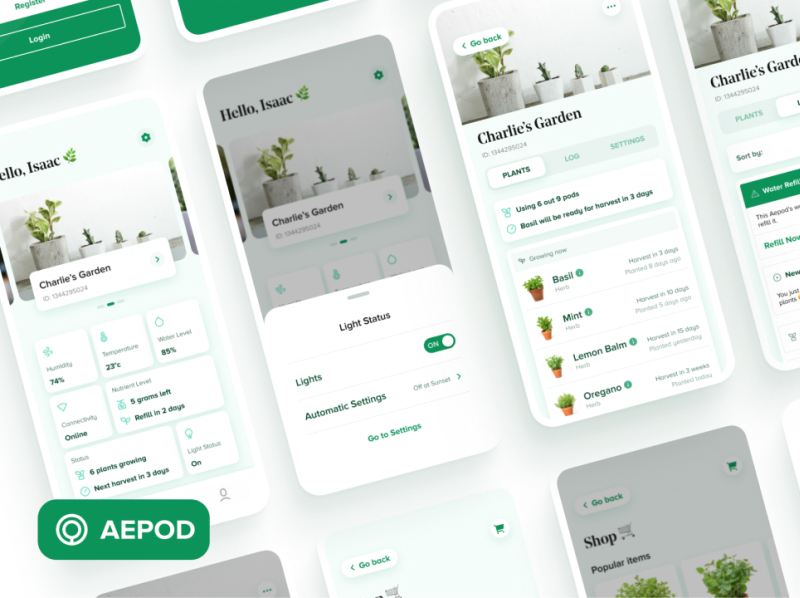 Register
Login
Hello, Isaac
Charlie's Garden
ID: 1344295024
Humidity
74%
Temperature
23°c
Water Level
85%
Connectivity
Online
Nutrient Level
5 grams left
Refill in 2 days
Status
6 plants growing
Next harvest in 3 days
Light Status
On
AEPOD
Hello, Isaac
Charlie's Garden
ID: 1344295024
Light Status
Lights
ON
Automatic Settings
Off at Sunset
Go to Settings
Go back
Charlie's Garden
ID: 1344295024
PLANTS
LOG
SETTINGS
Using 6 out 9 pods
Basil will be ready for harvest in 3 days
Growing now
Basil
Herb
Harvest in 3 days
Planted 8 days ago
Mint
Herb
Harvest in 10 days
Planted 5 days ago
Lemon Balm
Herb
Harvest in 15 days
Planted yesterday
Oregano
Herb
Harvest in 3 weeks
Planted today
Charlie's Gard
ID: 1344295024
PLANTS
Sort by:
Water Refil
This Aepod's w
refill it.
Refill Now
New
You just
plants
Go back
Go back
Shop
Popular items